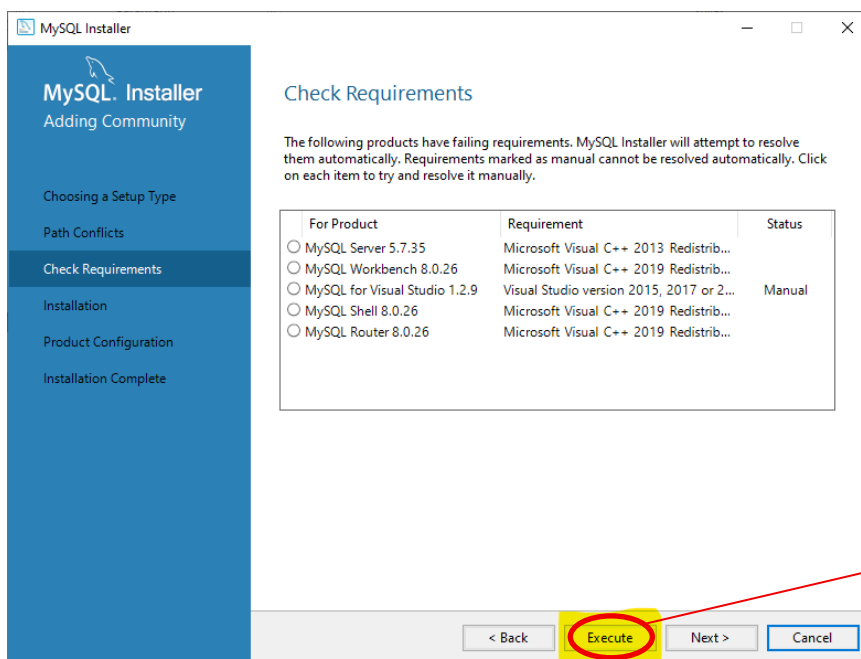 MySQL Installer
MySQL. Installer
Adding Community
Choosing a Setup Type
Path Conflicts
Check Requirements
Installation
Product Configuration
Installation Complete
Check Requirements
The following products have failing requirements. MySQL Installer will attempt to resolve
them automatically. Requirements marked as manual cannot be resolved automatically. Click
on each item to try and resolve it manually.
For Product Requirement Status
MySQL Server 5.7.35 Microsoft Visual C++ 2013 Redistrib...
MySQL Workbench 8.0.26 Microsoft Visual C++ 2019 Redistrib...
MySQL for Visual Studio 1.2.9 Visual Studio version 2015, 2017 or 2... Manual
MySQL Shell 8.0.26 Microsoft Visual C++ 2019 Redistrib...
MySQL Router 8.0.26 Microsoft Visual C++ 2019 Redistrib...
< Back Execute Next > Cancel